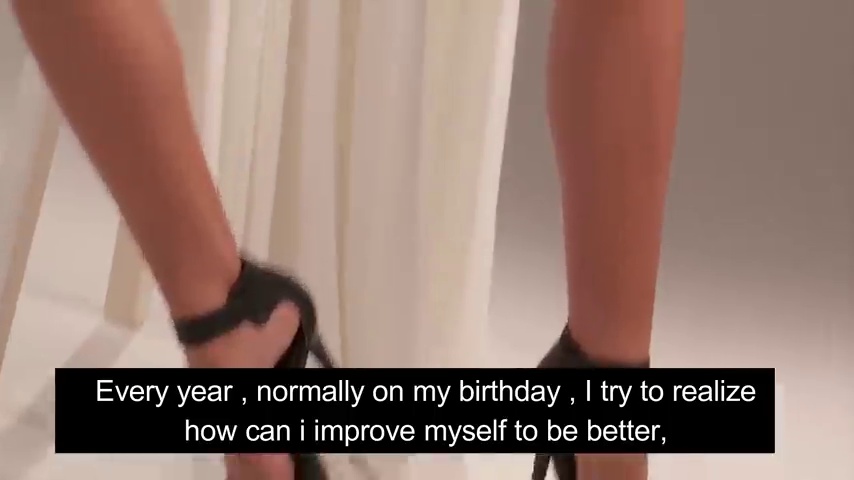 Every year , normally on my birthday , I try to realize
how can i improve myself to be better,